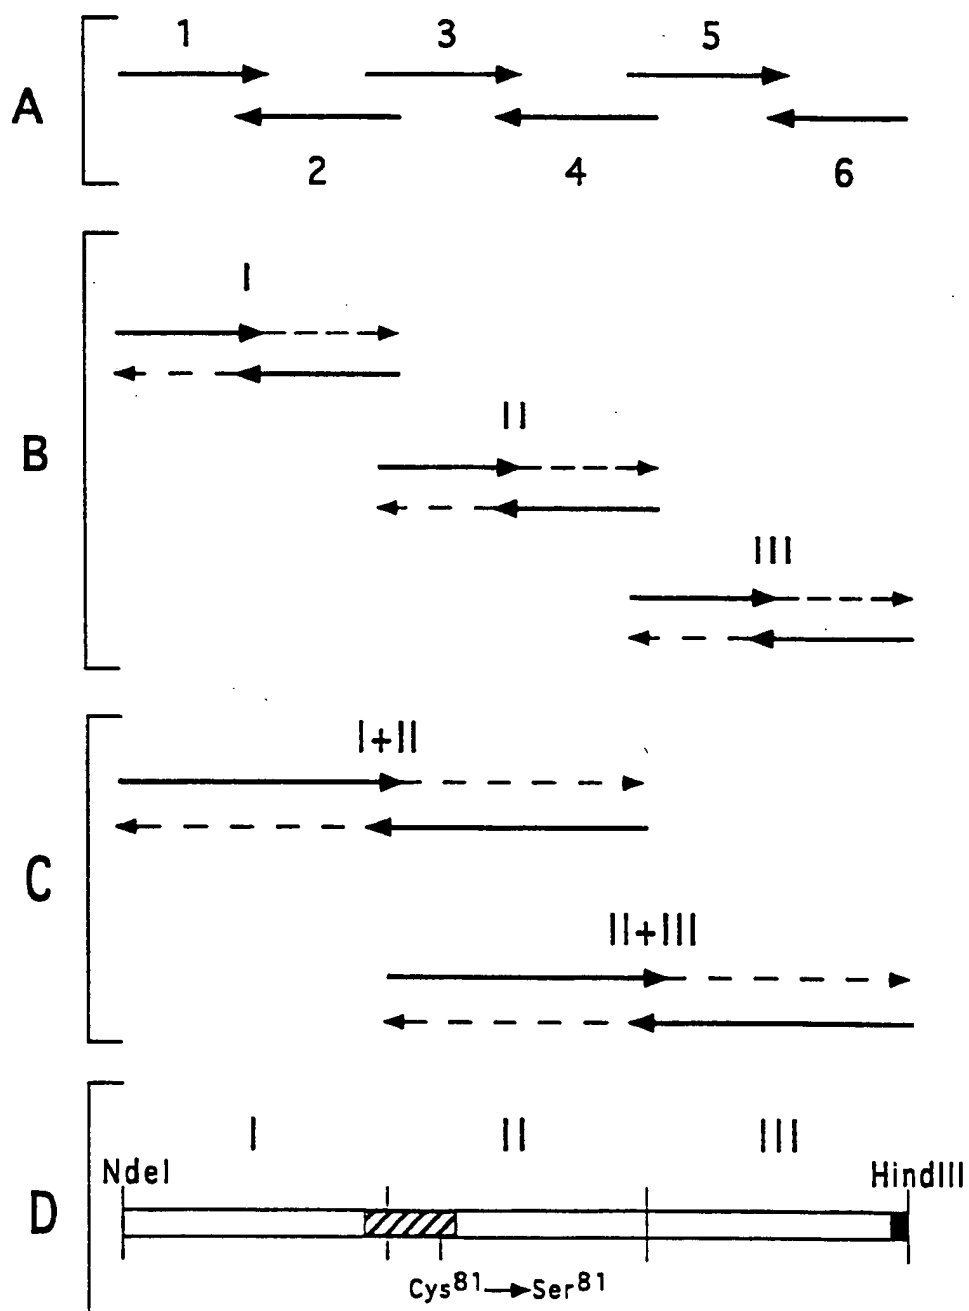 1 3 5
A
2 4 6
I
II
B
III
I+II
C
II+III
I II III
NdeI HindIII
D
Cys81→Ser81